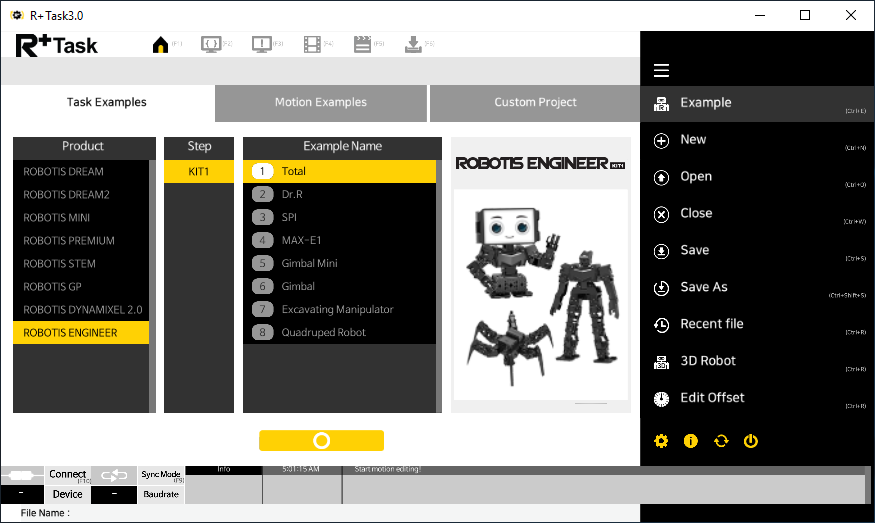 R+ Task3.0
R+Task
(F1)
(F2)
(F3)
(F4)
(F5)
Task Examples
Motion Examples
Custom Project
Product
ROBOTIS DREAM
ROBOTIS DREAM2
ROBOTIS MINI
ROBOTIS PREMIUM
ROBOTIS STEM
ROBOTIS GP
ROBOTIS DYNAMIXEL 2.0
ROBOTIS ENGINEER
Step
KIT1
Example Name
1 Total
2 Dr.R
3 SPI
4 MAX-E1
5 Gimbal Mini
6 Gimbal
7 Excavating Manipulator
8 Quadruped Robot
ROBOTIS ENGINEER KIT1
Example
(Ctrl+E)
New
(Ctrl+N)
Open
(Ctrl+O)
Close
(Ctrl+W)
Save
(Ctrl+S)
Save As
(Ctrl+Shift+S)
Recent file
(Ctrl+R)
3D Robot
(Ctrl+R)
Edit Offset
(Ctrl+R)
Connect
(F10)
Sync Mode
(F9)
- Device - Baudrate
Info 5:01:15 AM Start motion editing!
File Name :